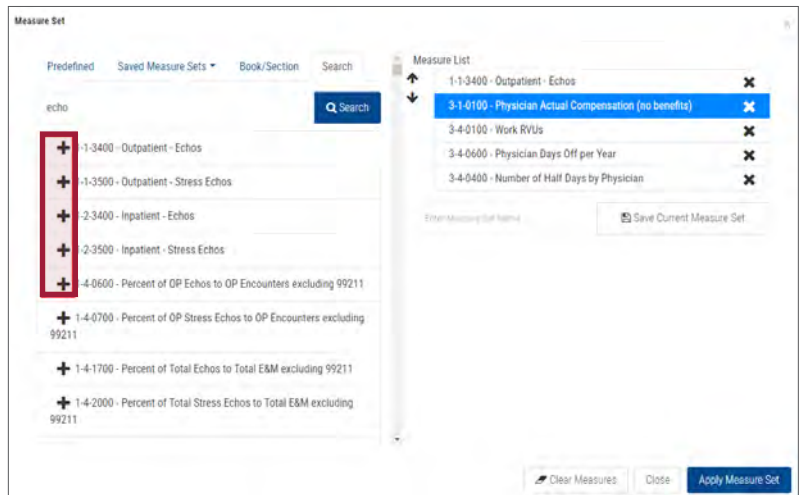 Measure Set
Predefined
Saved Measure Sets
Book/Section
Search
echo
Search
1-1-3400 - Outpatient - Echos
1-1-3500 - Outpatient - Stress Echos
1-2-3400 - Inpatient - Echos
1-2-3500 - Inpatient - Stress Echos
1-4-0600 - Percent of OP Echos to OP Encounters excluding 99211
1-4-0700 - Percent of OP Stress Echos to OP Encounters excluding
99211
1-4-1700 - Percent of Total Echos to Total E&M excluding 99211
1-4-2000 - Percent of Total Stress Echos to Total E&M excluding
99211
Measure List
1-1-3400 - Outpatient - Echos
3-1-0100 - Physician Actual Compensation (no benefits)
3-4-0100 - Work RVUs
3-4-0600 - Physician Days Off per Year
3-4-0400 - Number of Half Days by Physician
Enter Measure Set Name
Save Current Measure Set
Clear Measures
Close
Apply Measure Set